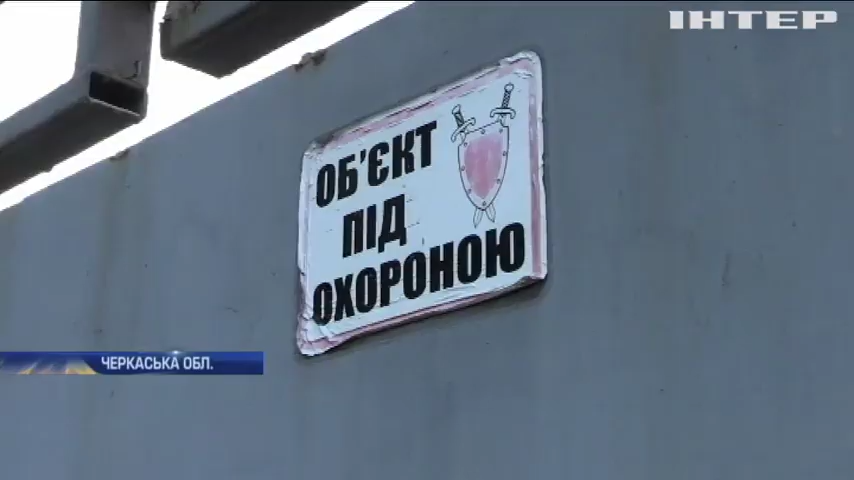 ІНТЕР
ОБ'ЄКТ
ПІД
ОХОРОНОЮ
ЧЕРКАСЬКА ОБЛ.